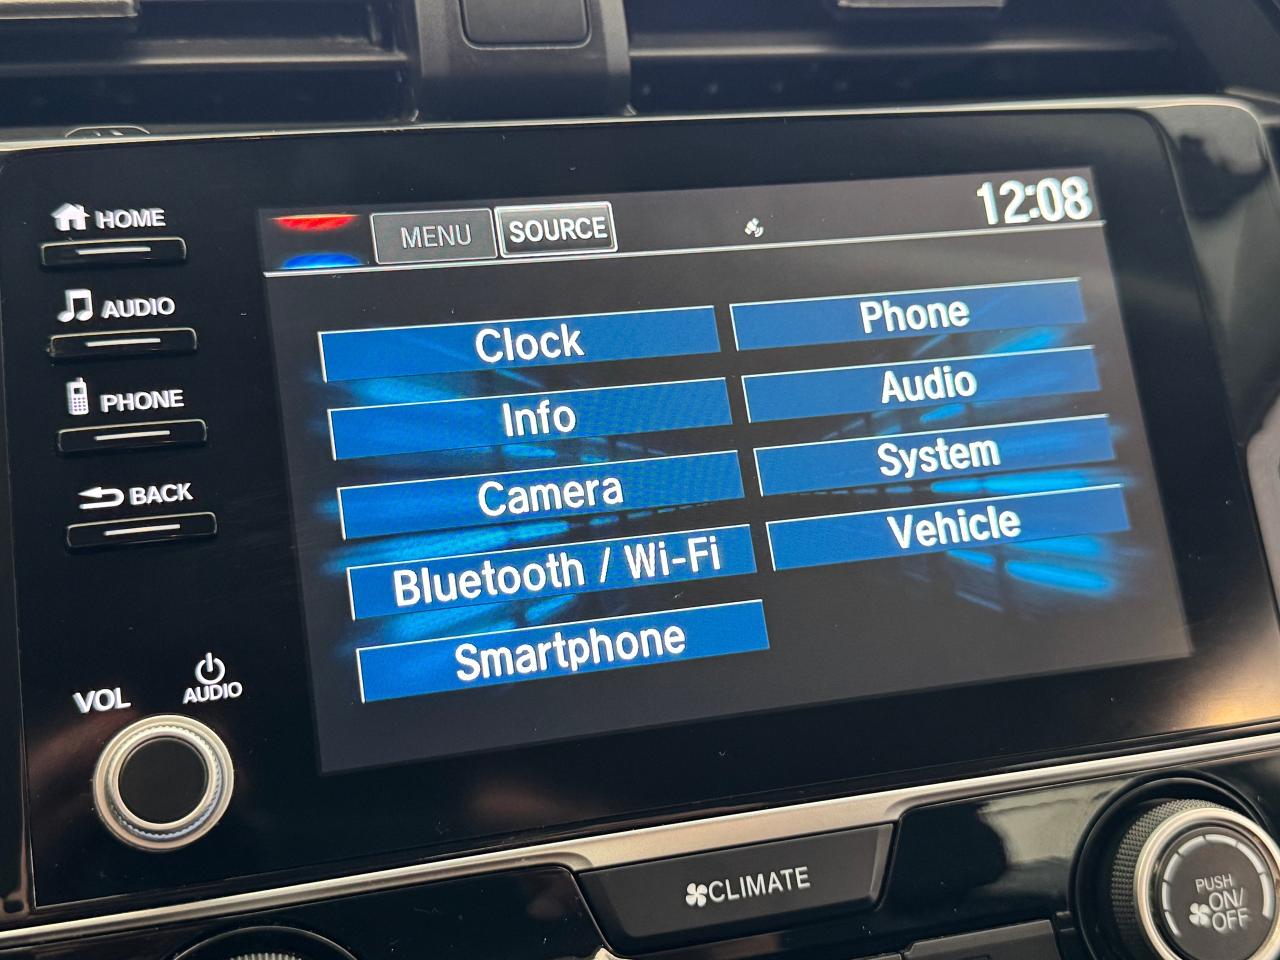 HOME
AUDIO
PHONE
BACK
VOL
AUDIO
MENU
SOURCE
12:08
Clock
Phone
Info
Audio
Camera
System
Bluetooth / Wi-Fi
Vehicle
Smartphone
CLIMATE
PUSH
ON/
OFF